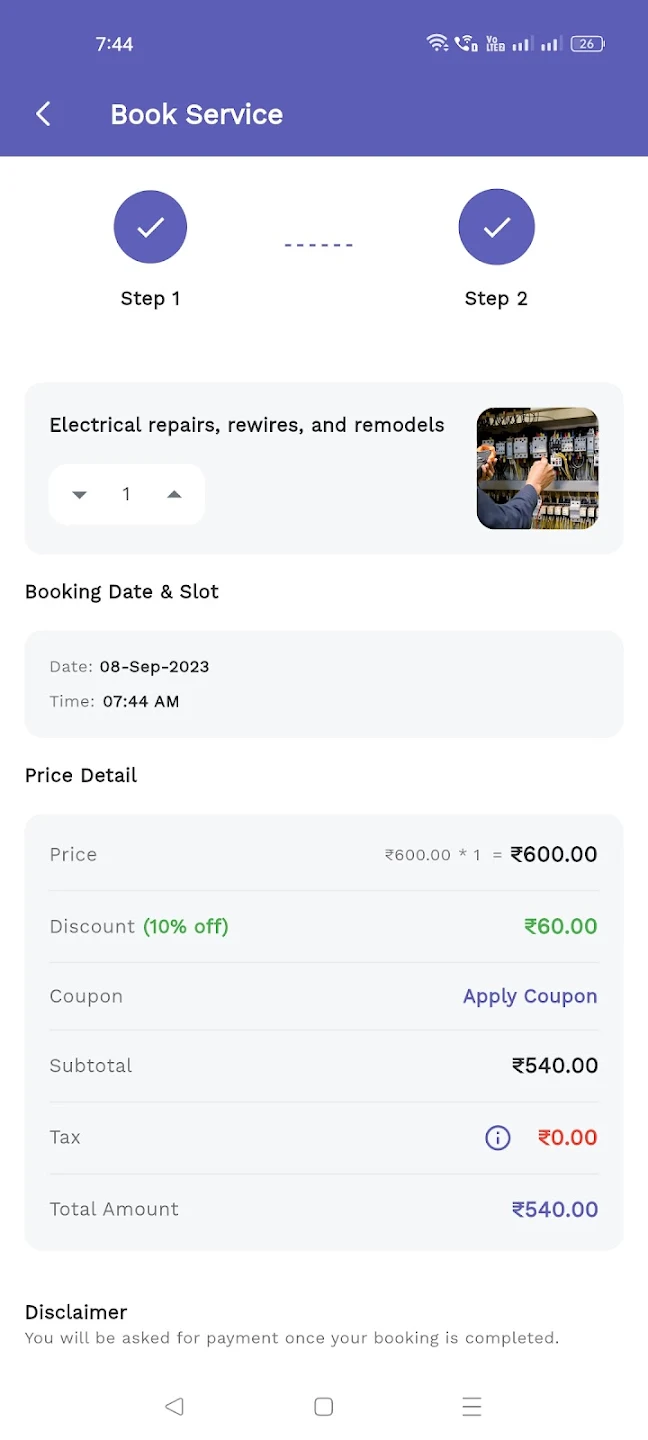 7:44
Vo LTE2
26
Book Service
Step 1
Step 2
Electrical repairs, rewires, and remodels
1
Booking Date & Slot
Date: 08-Sep-2023
Time: 07:44 AM
Price Detail
Price ₹600.00 * 1 = ₹600.00
Discount (10% off) ₹60.00
Coupon Apply Coupon
Subtotal ₹540.00
Tax ₹0.00
Total Amount ₹540.00
Disclaimer
You will be asked for payment once your booking is completed.